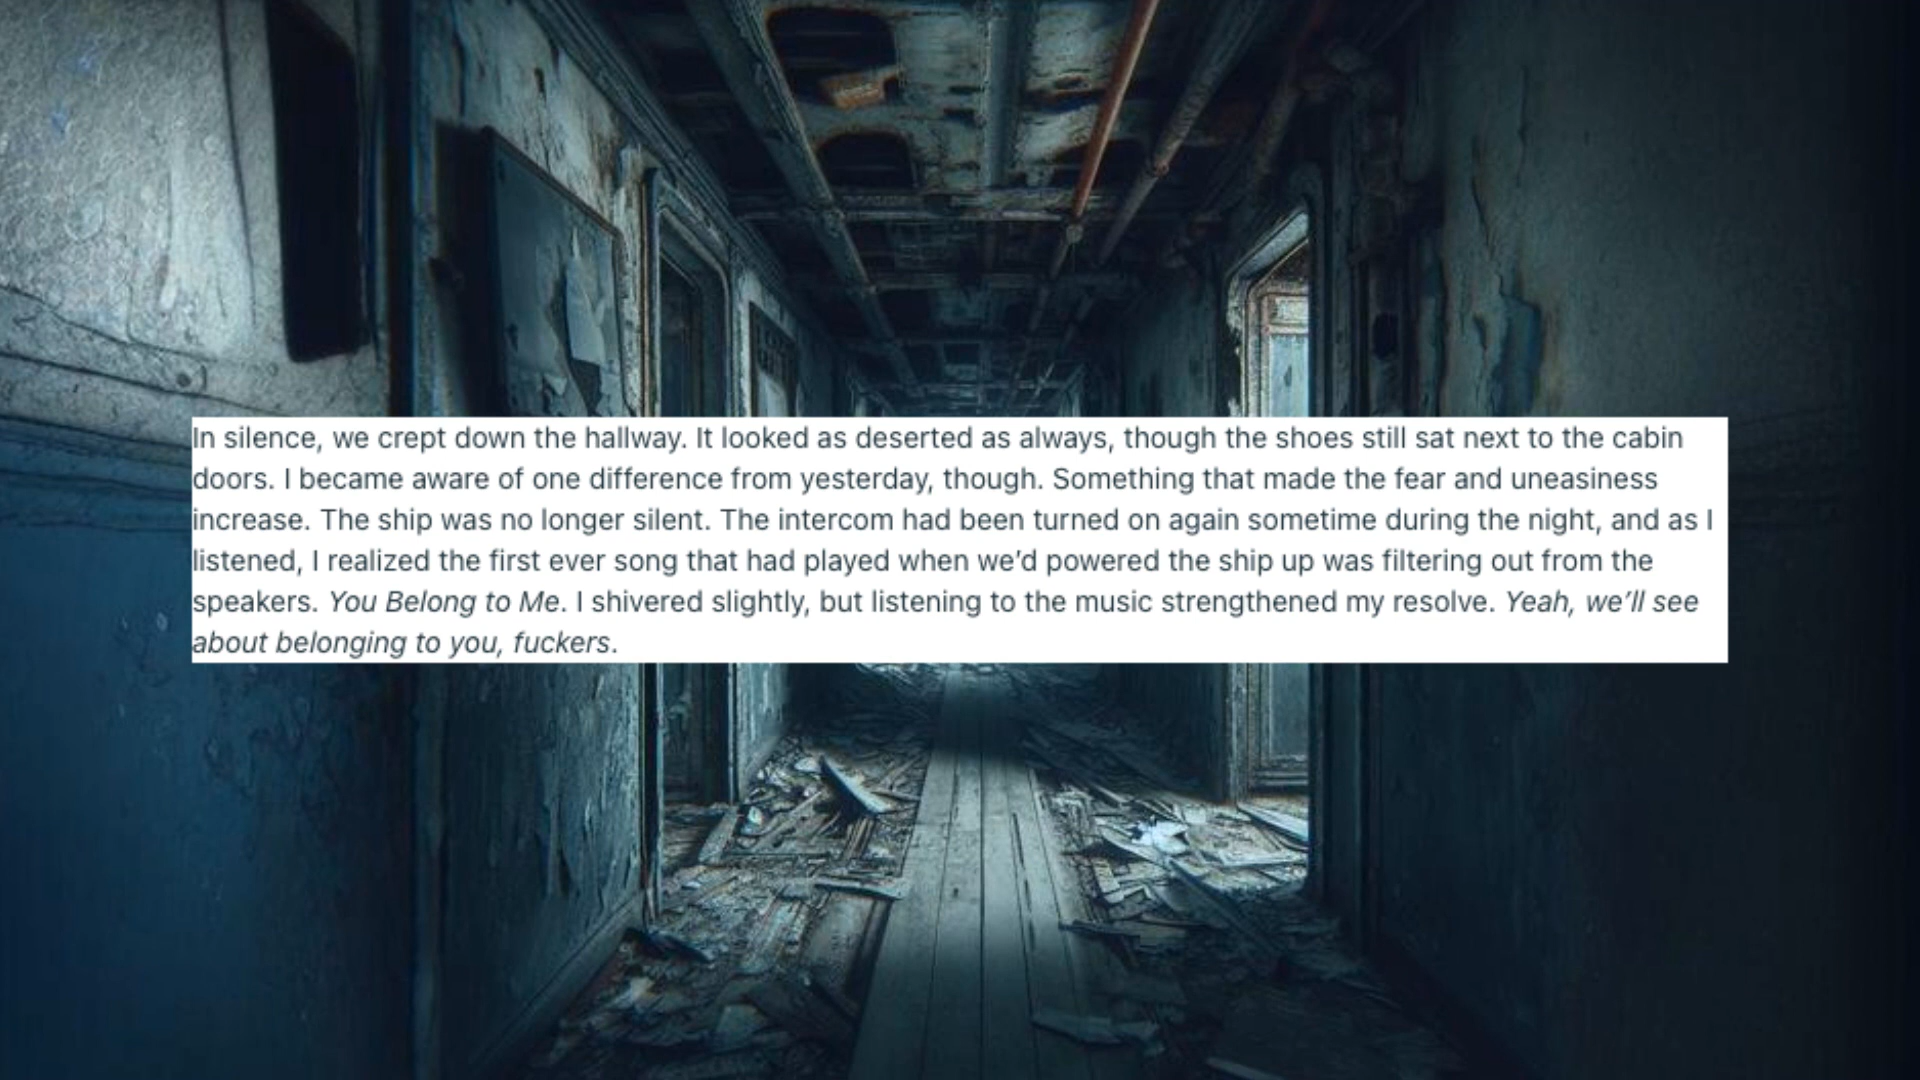 In silence, we crept down the hallway. It looked as deserted as always, though the shoes still sat next to the cabin
doors. I became aware of one difference from yesterday, though. Something that made the fear and uneasiness
increase. The ship was no longer silent. The intercom had been turned on again sometime during the night, and as I
listened, I realized the first ever song that had played when we’d powered the ship up was filtering out from the
speakers. You Belong to Me. I shivered slightly, but listening to the music strengthened my resolve. Yeah, we’ll see
about belonging to you, fuckers.